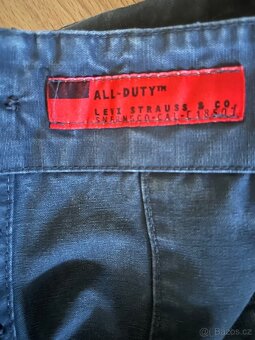 ALL-DUTY™
LEVI STRAUSS & CO
© Bazos.cz